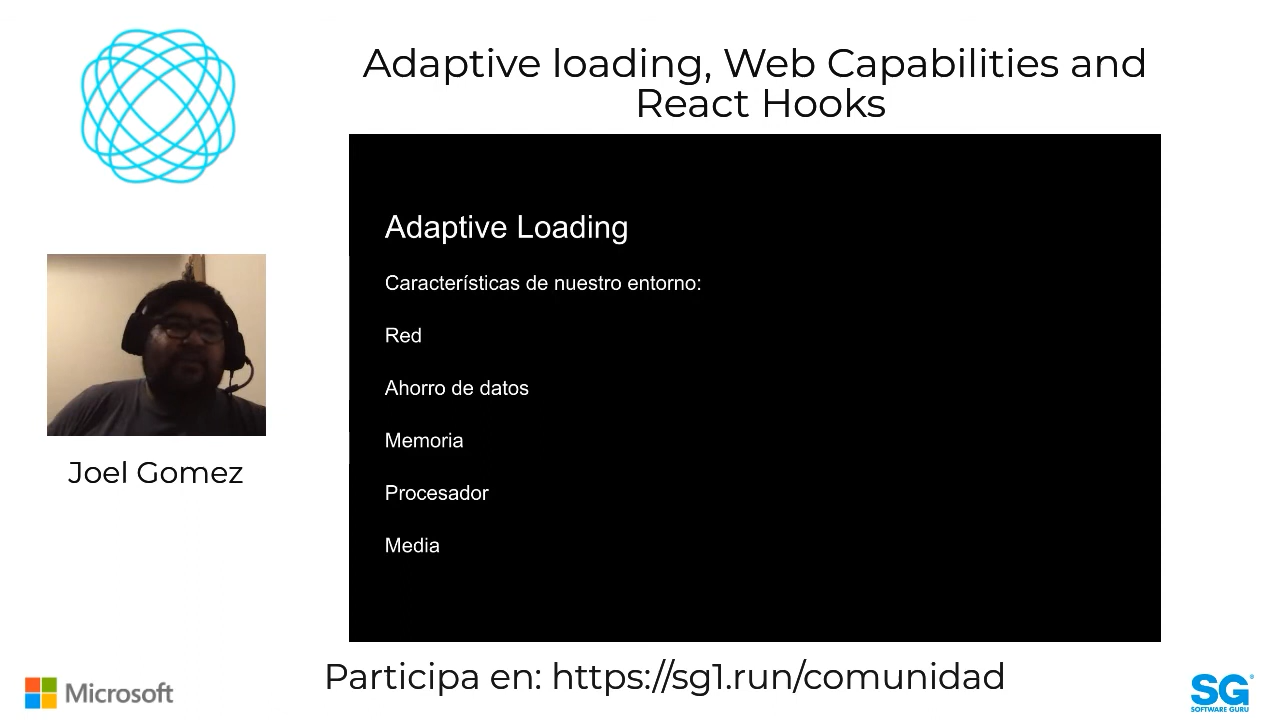 Adaptive loading, Web Capabilities and
React Hooks
Adaptive Loading
Características de nuestro entorno:
Red
Ahorro de datos
Memoria
Procesador
Media
Joel Gomez
Participa en: https://sg1.run/comunidad
Microsoft
SG
SOFTWARE GURU